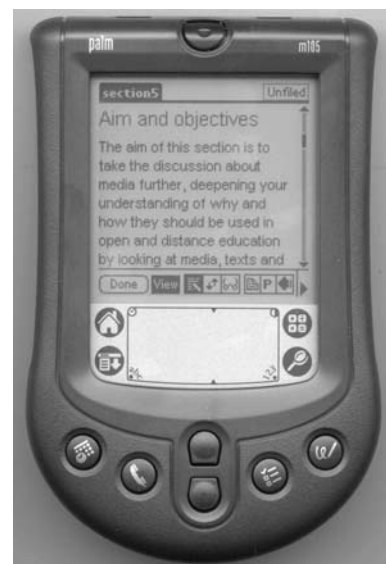 palm m105
section5 Unfiled
Aim and objectives
The aim of this section is to
take the discussion about
media further, deepening your
understanding of why and
how they should be used in
open and distance education
by looking at media, texts and
Done View P
123